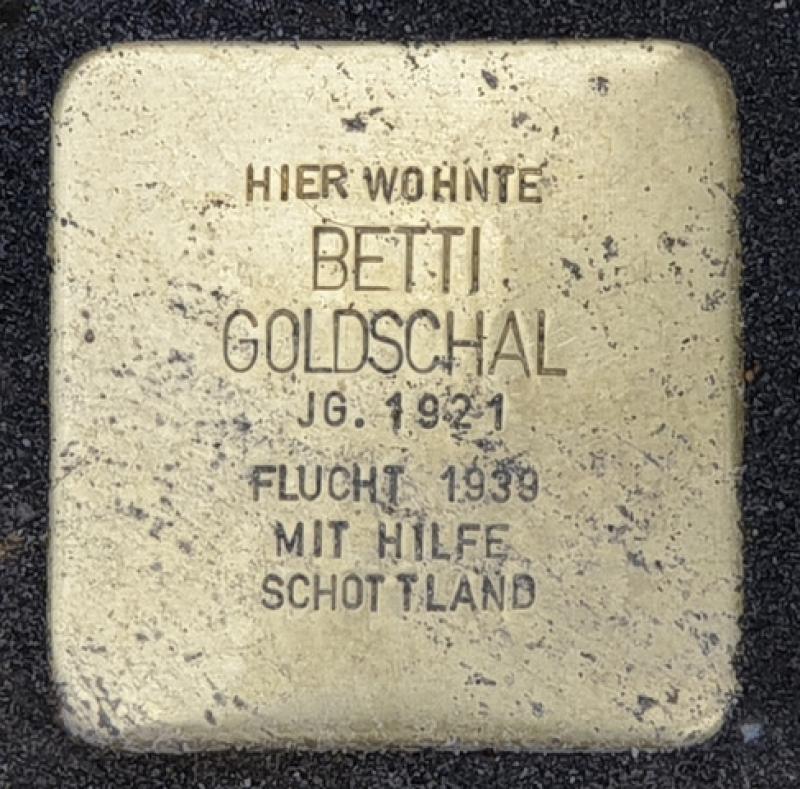 HIER WOHNTE
BETTI
GOLDSCHAL
JG. 1921
FLUCHT 1939
MIT HILFE
SCHOTTLAND